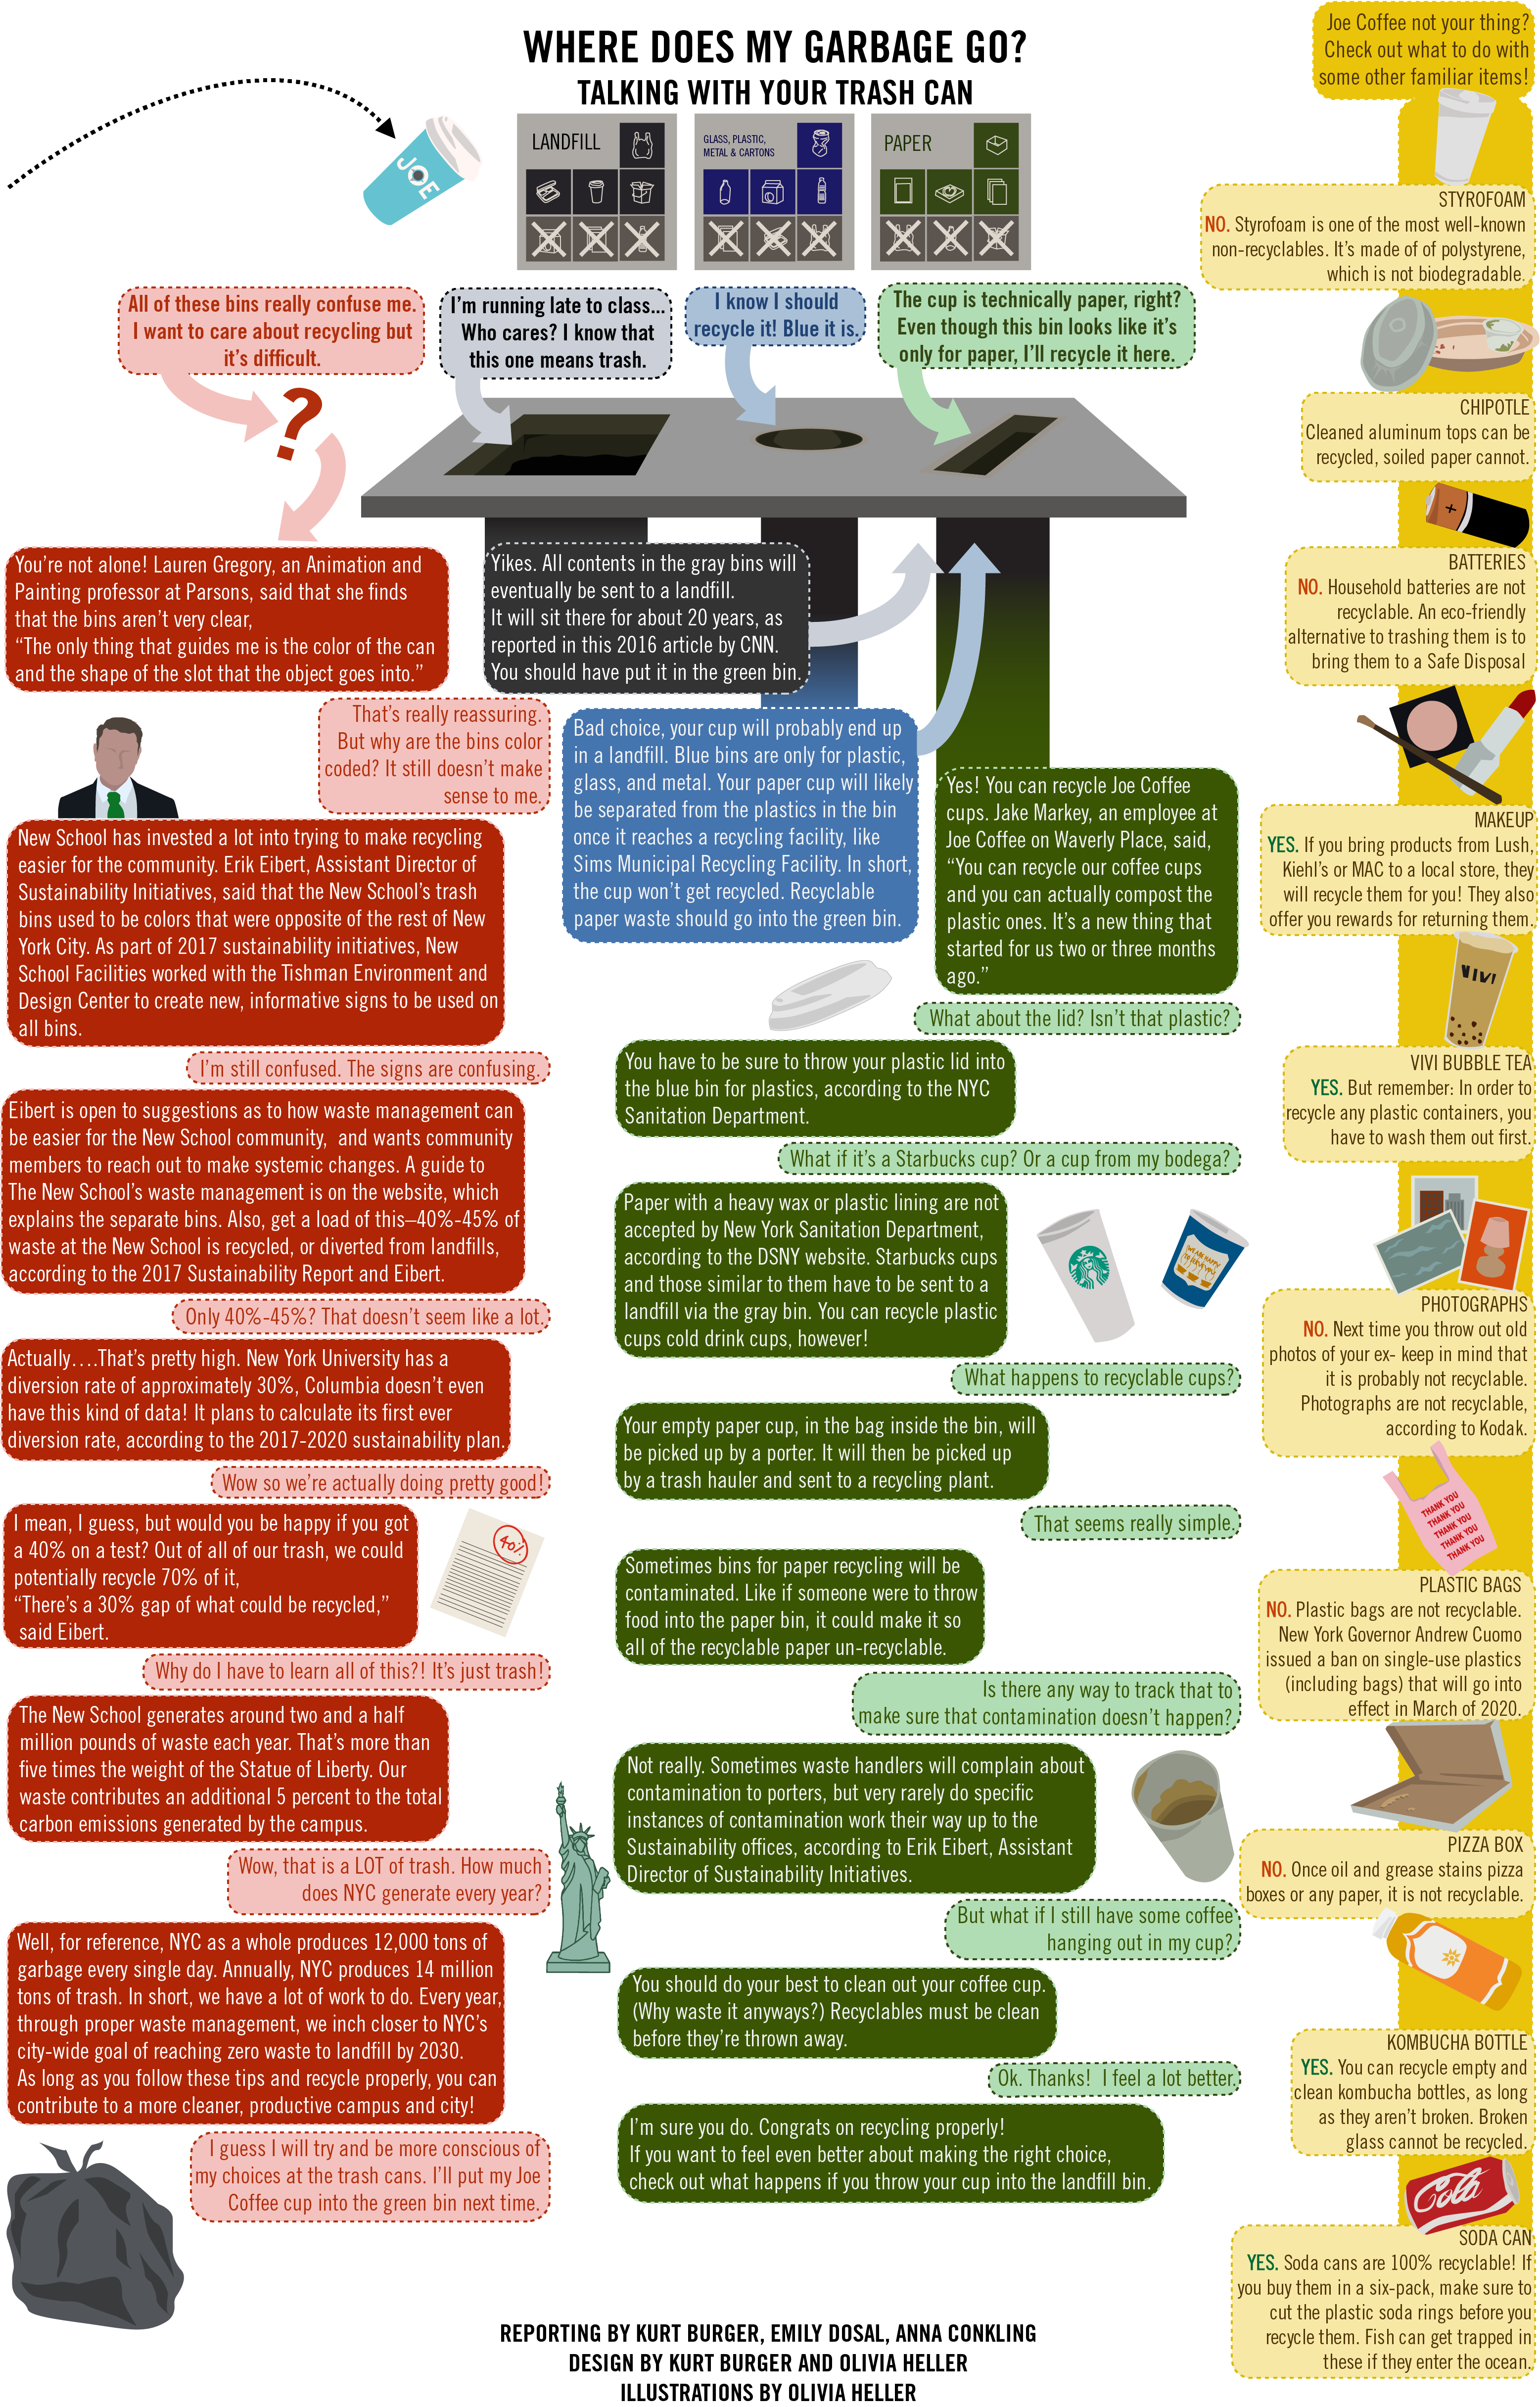 WHERE DOES MY GARBAGE GO?
TALKING WITH YOUR TRASH CAN
JOE
LANDFILL
GLASS, PLASTIC,
METAL & CARTONS
PAPER
All of these bins really confuse me.
I want to care about recycling but
it's difficult.
I'm running late to class...
Who cares? I know that
this one means trash.
I know I should
recycle it! Blue it is.
The cup is technically paper, right?
Even though this bin looks like it's
only for paper, I'll recycle it here.
?
You're not alone! Lauren Gregory, an Animation and
Painting professor at Parsons, said that she finds
that the bins aren't very clear,
“The only thing that guides me is the color of the can
and the shape of the slot that the object goes into.”
That's really reassuring.
But why are the bins color
coded? It still doesn't make
sense to me.
New School has invested a lot into trying to make recycling
easier for the community. Erik Eibert, Assistant Director of
Sustainability Initiatives, said that the New School's trash
bins used to be colors that were opposite of the rest of New
York City. As part of 2017 sustainability initiatives, New
School Facilities worked with the Tishman Environment and
Design Center to create new, informative signs to be used on
all bins.
I'm still confused. The signs are confusing.
Eibert is open to suggestions as to how waste management can
be easier for the New School community, and wants community
members to reach out to make systemic changes. A guide to
The New School's waste management is on the website, which
explains the separate bins. Also, get a load of this–40%-45% of
waste at the New School is recycled, or diverted from landfills,
according to the 2017 Sustainability Report and Eibert.
Only 40%-45%? That doesn't seem like a lot.
Actually....That's pretty high. New York University has a
diversion rate of approximately 30%, Columbia doesn't even
have this kind of data! It plans to calculate its first ever
diversion rate, according to the 2017-2020 sustainability plan.
Wow so we're actually doing pretty good!
I mean, I guess, but would you be happy if you got
a 40% on a test? Out of all of our trash, we could
potentially recycle 70% of it,
“There's a 30% gap of what could be recycled,”
said Eibert.
40%
Why do I have to learn all of this?! It's just trash!
The New School generates around two and a half
million pounds of waste each year. That's more than
five times the weight of the Statue of Liberty. Our
waste contributes an additional 5 percent to the total
carbon emissions generated by the campus.
Wow, that is a LOT of trash. How much
does NYC generate every year?
Well, for reference, NYC as a whole produces 12,000 tons of
garbage every single day. Annually, NYC produces 14 million
tons of trash. In short, we have a lot of work to do. Every year,
through proper waste management, we inch closer to NYC's
city-wide goal of reaching zero waste to landfill by 2030.
As long as you follow these tips and recycle properly, you can
contribute to a more cleaner, productive campus and city!
I guess I will try and be more conscious of
my choices at the trash cans. I'll put my Joe
Coffee cup into the green bin next time.
Yikes. All contents in the gray bins will
eventually be sent to a landfill.
It will sit there for about 20 years, as
reported in this 2016 article by CNN.
You should have put it in the green bin.
Bad choice, your cup will probably end up
in a landfill. Blue bins are only for plastic,
glass, and metal. Your paper cup will likely
be separated from the plastics in the bin
once it reaches a recycling facility, like
Sims Municipal Recycling Facility. In short,
the cup won't get recycled. Recyclable
paper waste should go into the green bin.
Yes! You can recycle Joe Coffee
cups. Jake Markey, an employee at
Joe Coffee on Waverly Place, said,
“You can recycle our coffee cups
and you can actually compost the
plastic ones. It's a new thing that
started for us two or three months
ago.”
What about the lid? Isn't that plastic?
You have to be sure to throw your plastic lid into
the blue bin for plastics, according to the NYC
Sanitation Department.
What if it's a Starbucks cup? Or a cup from my bodega?
Paper with a heavy wax or plastic lining are not
accepted by New York Sanitation Department,
according to the DSNY website. Starbucks cups
and those similar to them have to be sent to a
landfill via the gray bin. You can recycle plastic
cups cold drink cups, however!
WE ARE HAPPY
TO SERVE YOU
What happens to recyclable cups?
Your empty paper cup, in the bag inside the bin, will
be picked up by a porter. It will then be picked up
by a trash hauler and sent to a recycling plant.
That seems really simple.
Sometimes bins for paper recycling will be
contaminated. Like if someone were to throw
food into the paper bin, it could make it so
all of the recyclable paper un-recyclable.
Is there any way to track that to
make sure that contamination doesn't happen?
Not really. Sometimes waste handlers will complain about
contamination to porters, but very rarely do specific
instances of contamination work their way up to the
Sustainability offices, according to Erik Eibert, Assistant
Director of Sustainability Initiatives.
But what if I still have some coffee
hanging out in my cup?
You should do your best to clean out your coffee cup.
(Why waste it anyways?) Recyclables must be clean
before they're thrown away.
Ok. Thanks! I feel a lot better.
I'm sure you do. Congrats on recycling properly!
If you want to feel even better about making the right choice,
check out what happens if you throw your cup into the landfill bin.
Joe Coffee not your thing?
Check out what to do with
some other familiar items!
STYROFOAM
NO. Styrofoam is one of the most well-known
non-recyclables. It's made of of polystyrene,
which is not biodegradable.
CHIPOTLE
Cleaned aluminum tops can be
recycled, soiled paper cannot.
BATTERIES
NO. Household batteries are not
recyclable. An eco-friendly
alternative to trashing them is to
bring them to a Safe Disposal
MAKEUP
YES. If you bring products from Lush,
Kiehl's or MAC to a local store, they
will recycle them for you! They also
offer you rewards for returning them.
VIVI
VIVI BUBBLE TEA
YES. But remember: In order to
recycle any plastic containers, you
have to wash them out first.
PHOTOGRAPHS
NO. Next time you throw out old
photos of your ex- keep in mind that
it is probably not recyclable.
Photographs are not recyclable,
according to Kodak.
THANK YOU
THANK YOU
THANK YOU
THANK YOU
THANK YOU
PLASTIC BAGS
NO. Plastic bags are not recyclable.
New York Governor Andrew Cuomo
issued a ban on single-use plastics
(including bags) that will go into
effect in March of 2020.
PIZZA BOX
NO. Once oil and grease stains pizza
boxes or any paper, it is not recyclable.
KOMBUCHA BOTTLE
YES. You can recycle empty and
clean kombucha bottles, as long
as they aren't broken. Broken
glass cannot be recycled.
Cola
SODA CAN
YES. Soda cans are 100% recyclable! If
you buy them in a six-pack, make sure to
cut the plastic soda rings before you
recycle them. Fish can get trapped in
these if they enter the ocean.
REPORTING BY KURT BURGER, EMILY DOSAL, ANNA CONKLING
DESIGN BY KURT BURGER AND OLIVIA HELLER
ILLUSTRATIONS BY OLIVIA HELLER